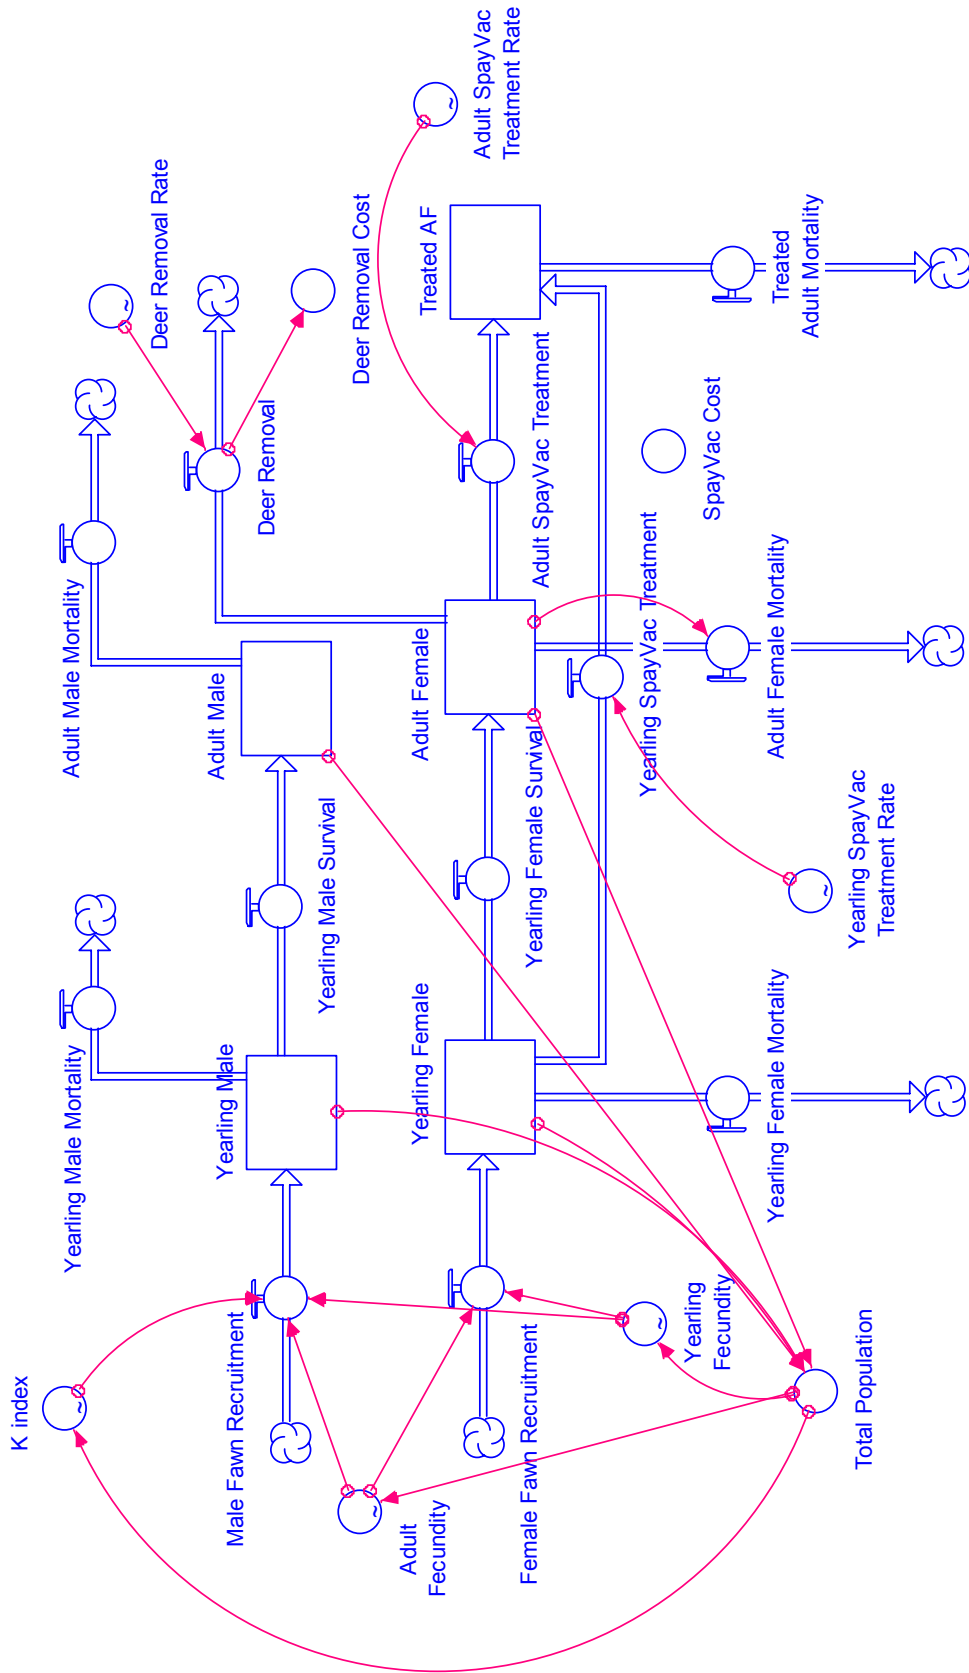 K index
Yearling Male Mortality
Adult Male Mortality
Deer Removal Rate
Male Fawn Recruitment
Yearling Male
Yearling Male Survival
Adult Male
Deer Removal
Deer Removal Cost
Adult
Fecundity
Adult SpayVac
Treatment Rate
Female Fawn Recruitment
Yearling Female
Yearling Female Survival
Adult Female
Adult SpayVac Treatment
Treated AF
Yearling
Fecundity
Yearling SpayVac Treatment
SpayVac Cost
Total Population
Yearling Female Mortality
Yearling SpayVac
Treatment Rate
Adult Female Mortality
Treated
Adult Mortality